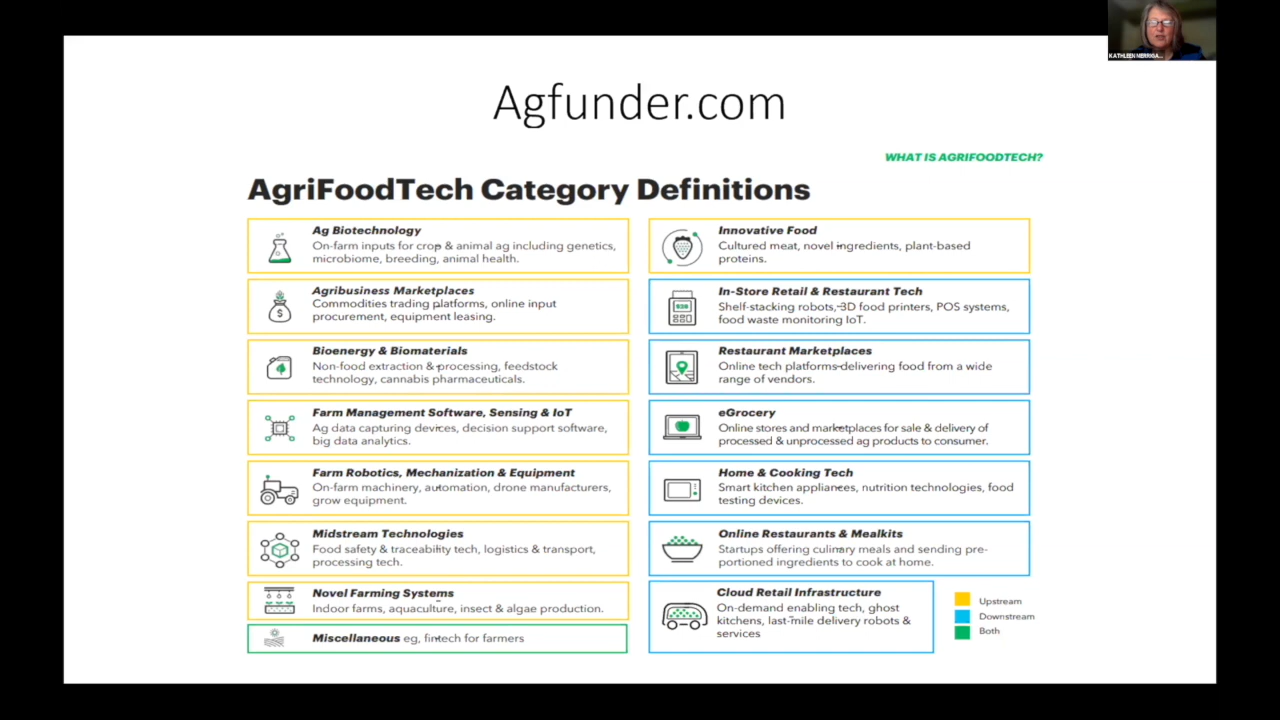 KATHLEEN MERRIGA...
Agfunder.com
WHAT IS AGRIFOODTECH?
AgriFoodTech Category Definitions
Ag Biotechnology
On-farm inputs for crop & animal ag including genetics,
microbiome, breeding, animal health.
Agribusiness Marketplaces
Commodities trading platforms, online input
procurement, equipment leasing.
Bioenergy & Biomaterials
Non-food extraction & processing, feedstock
technology, cannabis pharmaceuticals.
Farm Management Software, Sensing & IoT
Ag data capturing devices, decision support software,
big data analytics.
Farm Robotics, Mechanization & Equipment
On-farm machinery, automation, drone manufacturers,
grow equipment.
Midstream Technologies
Food safety & traceability tech, logistics & transport,
processing tech.
Novel Farming Systems
Indoor farms, aquaculture, insect & algae production.
Miscellaneous eg, fintech for farmers
Innovative Food
Cultured meat, novel ingredients, plant-based
proteins.
In-Store Retail & Restaurant Tech
Shelf-stacking robots, 3D food printers, POS systems,
food waste monitoring IoT.
Restaurant Marketplaces
Online tech platforms delivering food from a wide
range of vendors.
eGrocery
Online stores and marketplaces for sale & delivery of
processed & unprocessed ag products to consumer.
Home & Cooking Tech
Smart kitchen appliances, nutrition technologies, food
testing devices.
Online Restaurants & Mealkits
Startups offering culinary meals and sending pre-
portioned ingredients to cook at home.
Cloud Retail Infrastructure
On-demand enabling tech, ghost
kitchens, last-mile delivery robots &
services
Upstream
Downstream
Both